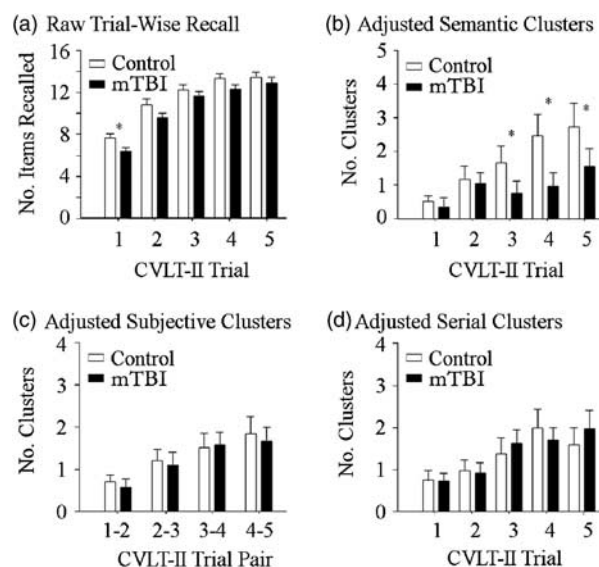 (a) Raw Trial-Wise Recall
16
12
8
4
0
No. Items Recalled
Control
mTBI
*
1 2 3 4 5
CVLT-II Trial
(b) Adjusted Semantic Clusters
5
4
3
2
1
0
No. Clusters
Control
mTBI
* * *
1 2 3 4 5
CVLT-II Trial
(c) Adjusted Subjective Clusters
4
3
2
1
0
No. Clusters
Control
mTBI
1-2 2-3 3-4 4-5
CVLT-II Trial Pair
(d) Adjusted Serial Clusters
4
3
2
1
0
No. Clusters
Control
mTBI
1 2 3 4 5
CVLT-II Trial